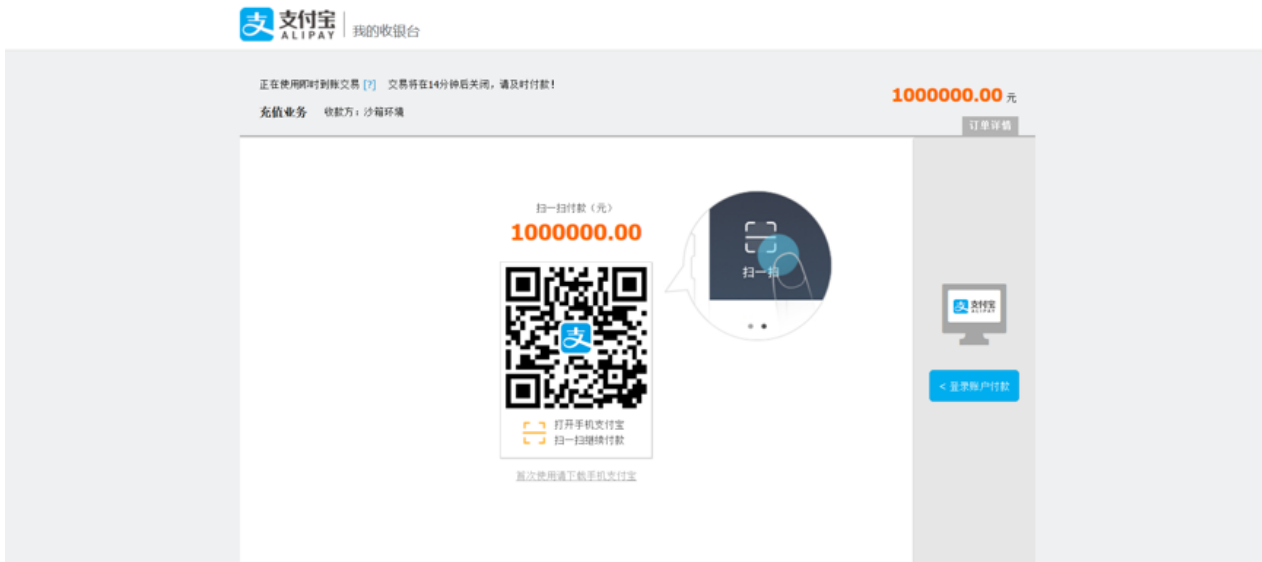 支付宝
ALIPAY
我的收银台
正在使用即时到账交易 [?] 交易将在14分钟后关闭，请及时付款！
1000000.00 元
充值业务 收款方：沙箱环境
订单详情
扫一扫付款（元）
1000000.00
扫一扫
支
打开手机支付宝
扫一扫继续付款
首次使用请下载手机支付宝
支付宝
ALIPAY
< 登录账户付款